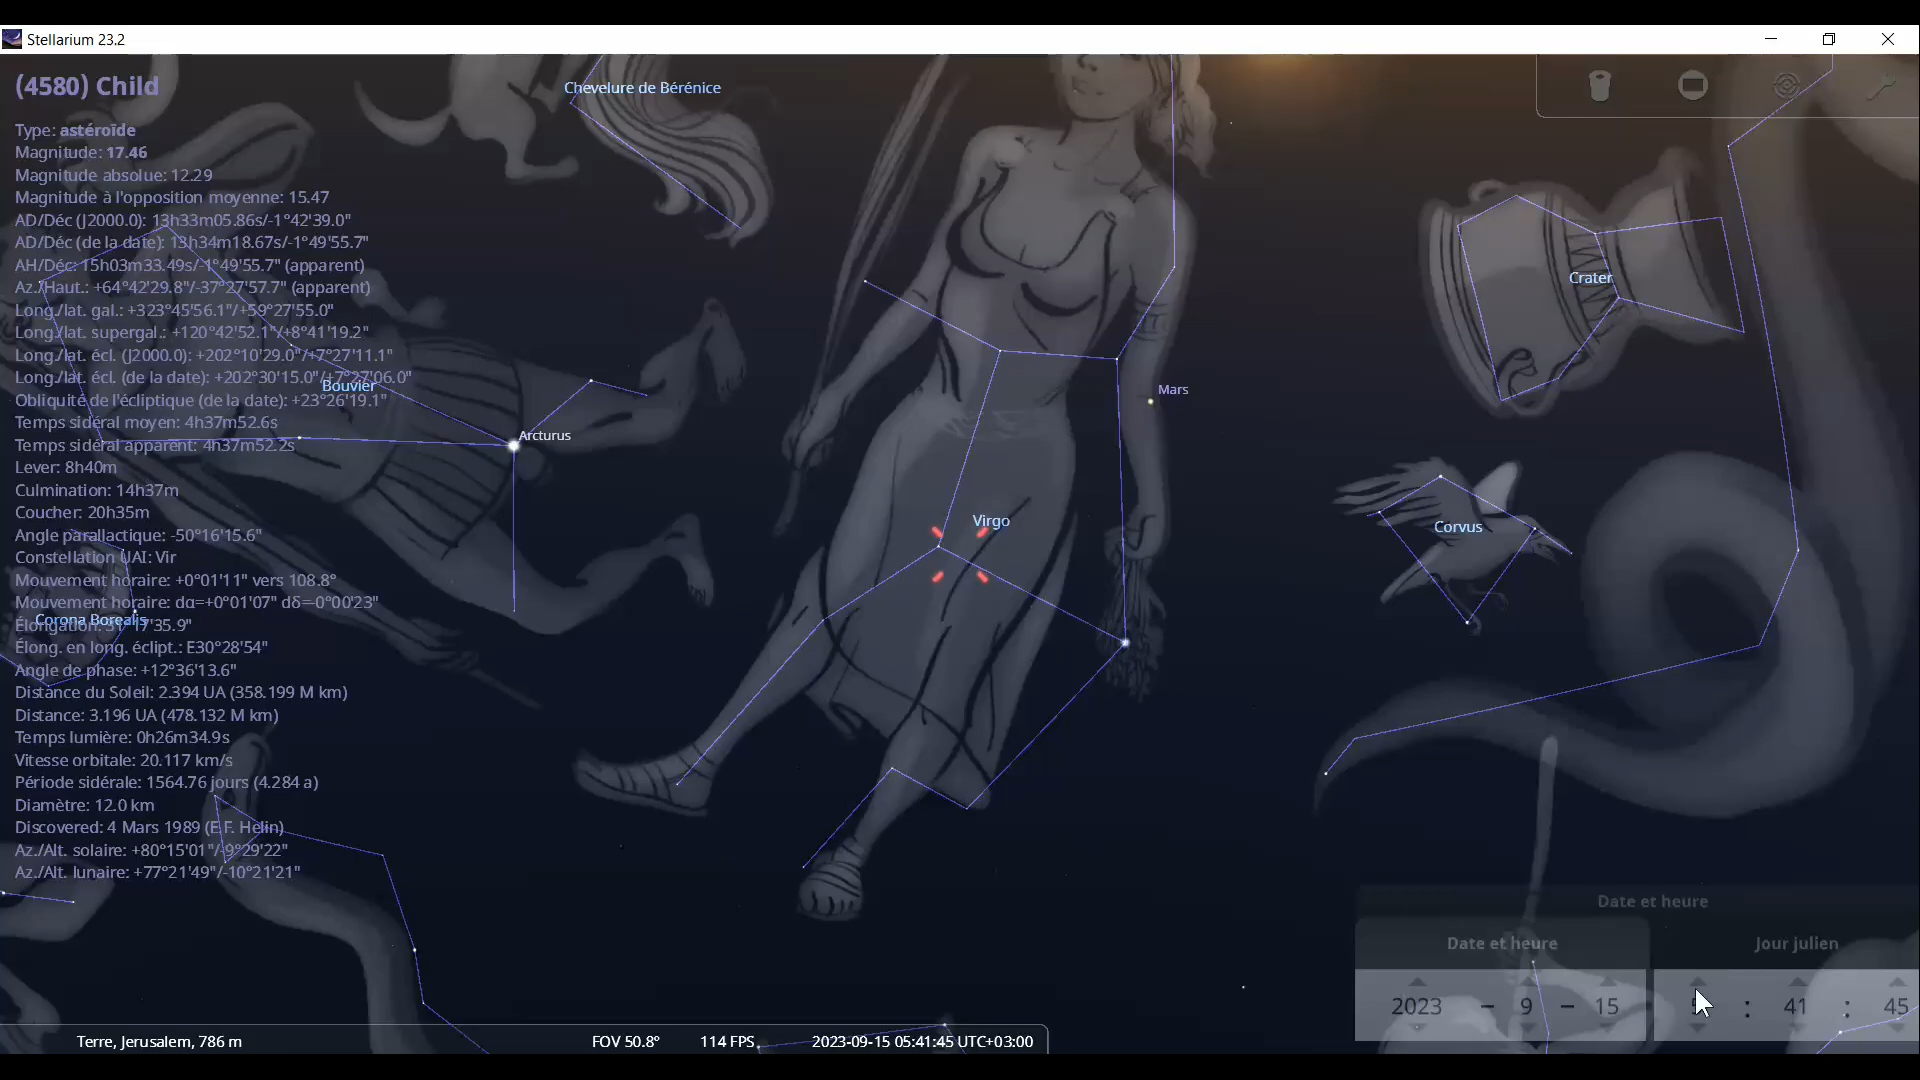 Stellarium 23.2
(4580) Child
Type: astéroïde
Magnitude: 17.46
Magnitude absolue: 12.29
Magnitude à l'opposition moyenne: 15.47
AD/Déc (J2000.0): 13h33m05.86s/-1°42'39.0"
AD/Déc (de la date): 13h34m18.67s/-1°49'55.7"
AH/Déc: 15h03m33.49s/-1°49'55.7" (apparent)
Az./Haut.: +64°42'29.8"/-37°27'57.7" (apparent)
Long./lat. gal.: +323°45'56.1"/+59°27'55.0"
Long./lat. supergal.: +120°42'52.1"/+8°41'19.2"
Long./lat. écl. (J2000.0): +202°10'29.0"/+7°27'11.1"
Long./lat. écl. (de la date): +202°30'15.0"/+7°27'06.0"
Obliquité de l'écliptique (de la date): +23°26'19.1"
Temps sidéral moyen: 4h37m52.6s
Temps sidéral apparent: 4h37m52.2s
Lever: 8h40m
Culmination: 14h37m
Coucher: 20h35m
Angle parallactique: -50°16'15.6"
Constellation UAI: Vir
Mouvement horaire: +0°01'11" vers 108.8°
Mouvement horaire: dα=+0°01'07" dδ=-0°00'23"
Élongation: 31°17'35.9"
Élong. en long. éclipt.: E30°28'54"
Angle de phase: +12°36'13.6"
Distance du Soleil: 2.394 UA (358.199 M km)
Distance: 3.196 UA (478.132 M km)
Temps lumière: 0h26m34.9s
Vitesse orbitale: 20.117 km/s
Période sidérale: 1564.76 jours (4.284 a)
Diamètre: 12.0 km
Discovered: 4 Mars 1989 (E.F. Helin)
Az./Alt. solaire: +80°15'01"/-9°29'22"
Az./Alt. lunaire: +77°21'49"/-10°21'21"
Chevelure de Bérénice
Crater
Bouvier
Mars
Arcturus
Virgo
Corvus
Corona Borealis
Date et heure
Date et heure
Jour julien
2023 - 9 - 15
: 41 : 45
Terre, Jerusalem, 786 m
FOV 50.8°
114 FPS
2023-09-15 05:41:45 UTC+03:00